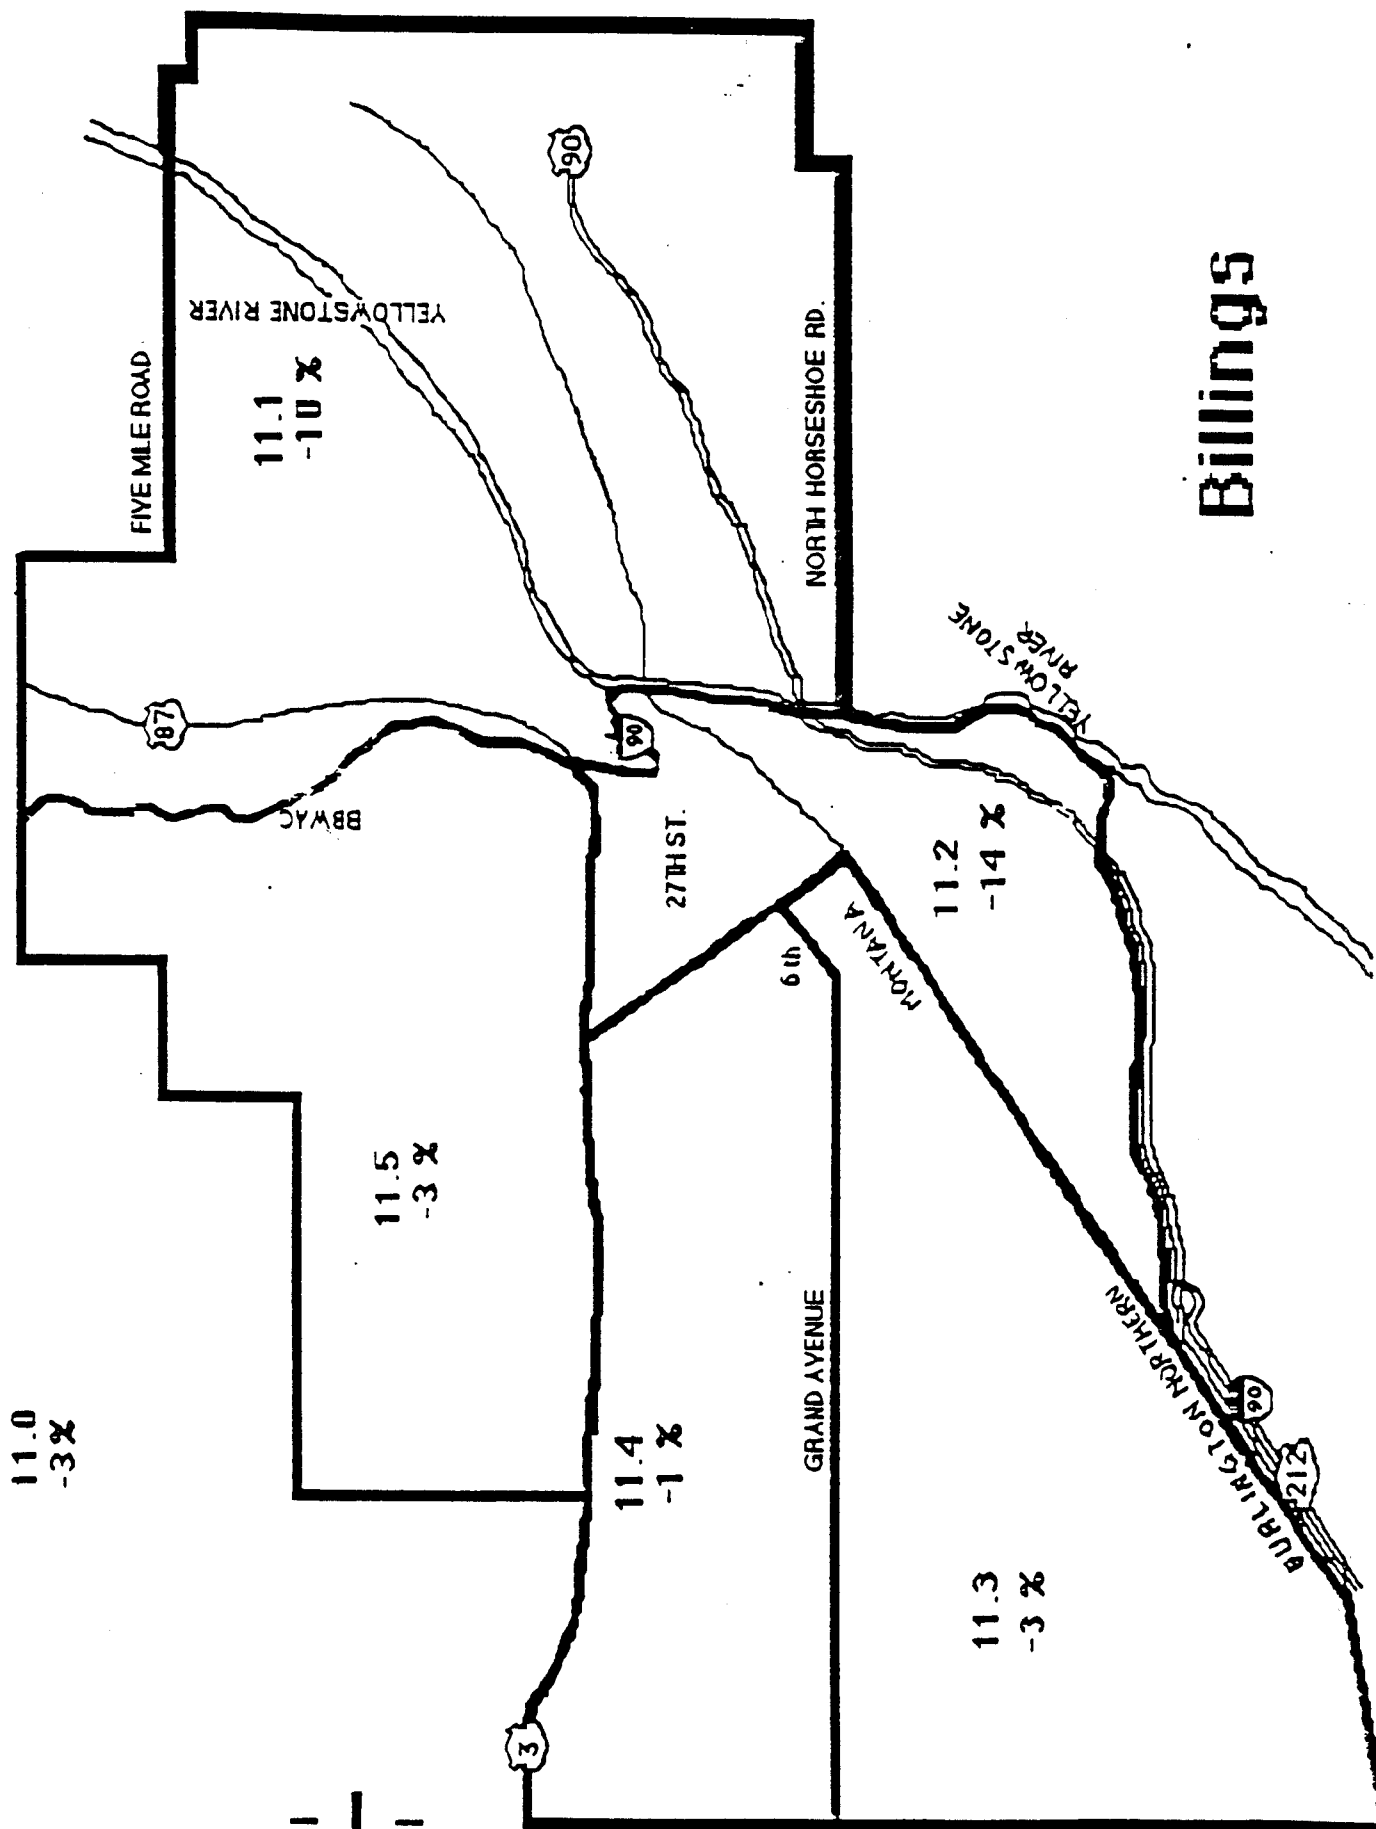 11.0
-3%
FIVE MILE ROAD
YELLOWSTONE RIVER
11.1
-10 %
90
87
BBWAC
90
NORTH HORSESHOE RD.
27TH ST.
YELLOWSTONE
RIVER
11.5
-3 %
6th
MONTANA
11.2
-14 %
11.4
-1 %
GRAND AVENUE
3
11.3
-3 %
BURLINGTON NORTHERN
90
212
Billings